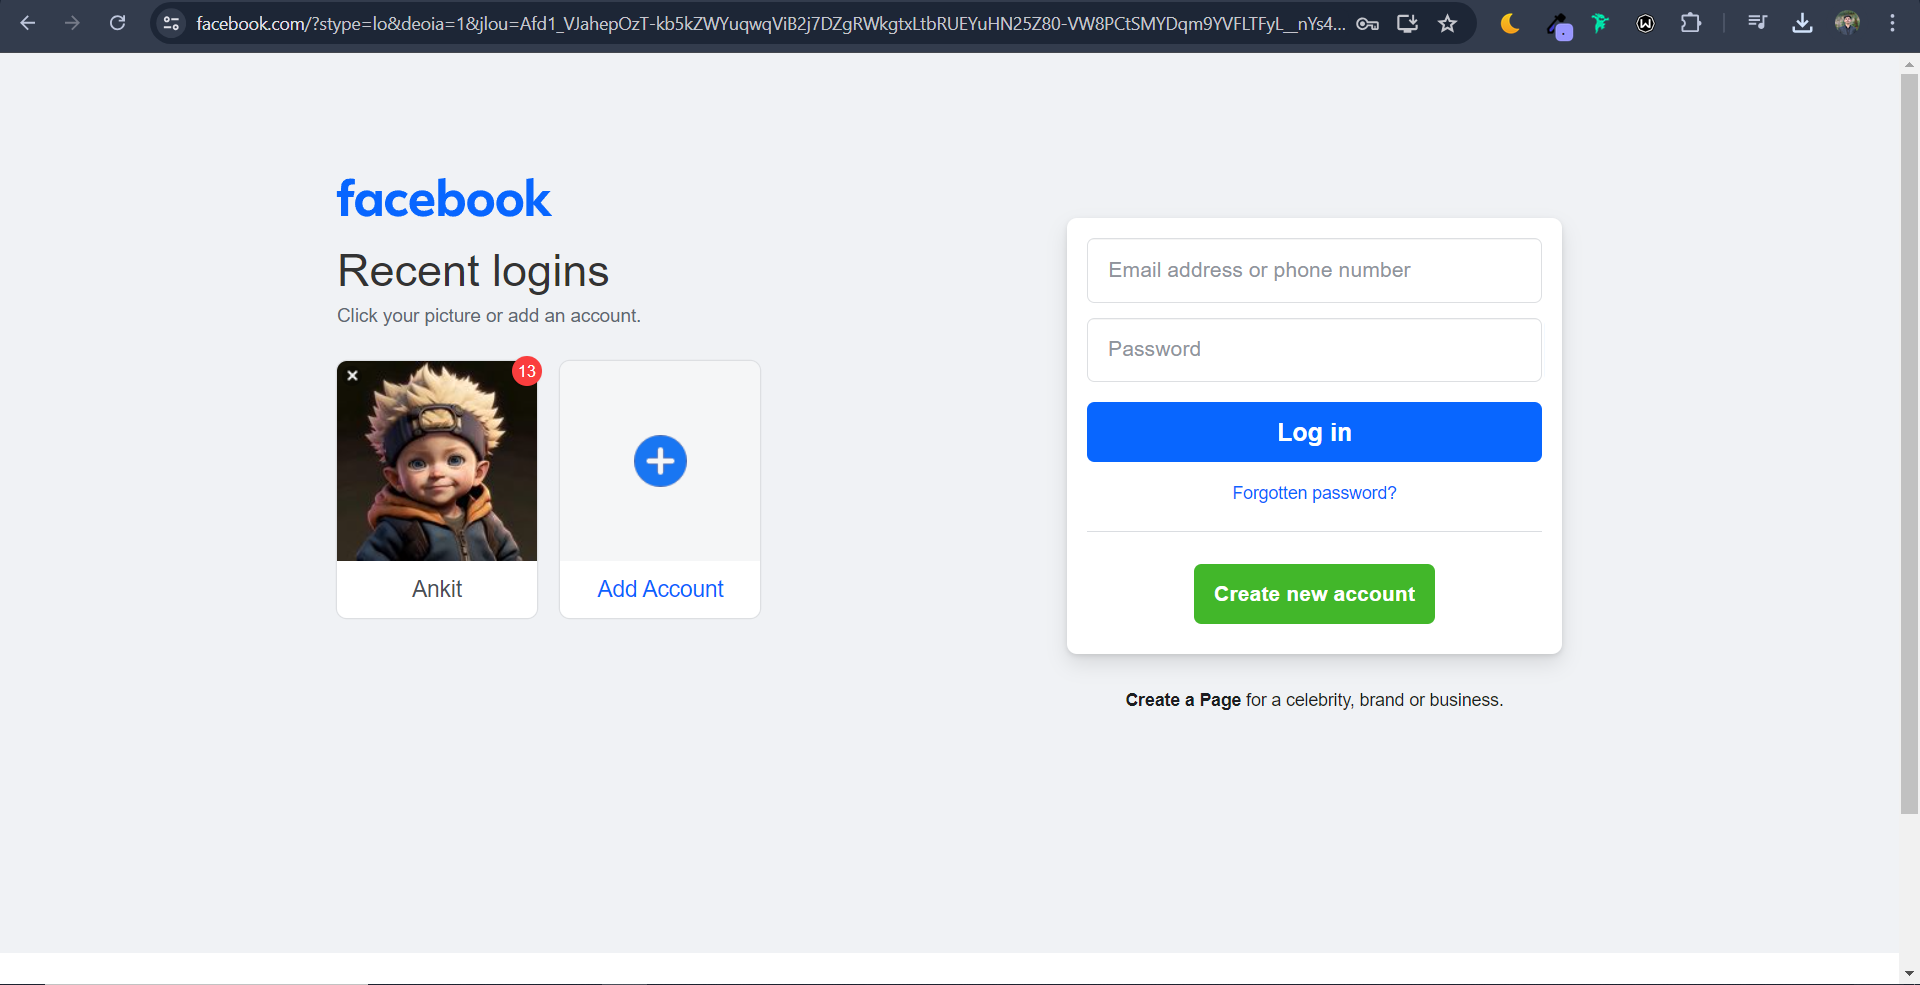 facebook.com/?stype=lo&deoia=1&jlou=Afd1_VJahepOzT-kb5kZWYuqwqViB2j7DZgRWkgtxLtbRUEYuHN25Z80-VW8PCtSMYDqm9YVFLTFyL__nYs4...
facebook
Recent logins
Click your picture or add an account.
13
Ankit
Add Account
Email address or phone number
Password
Log in
Forgotten password?
Create new account
Create a Page for a celebrity, brand or business.